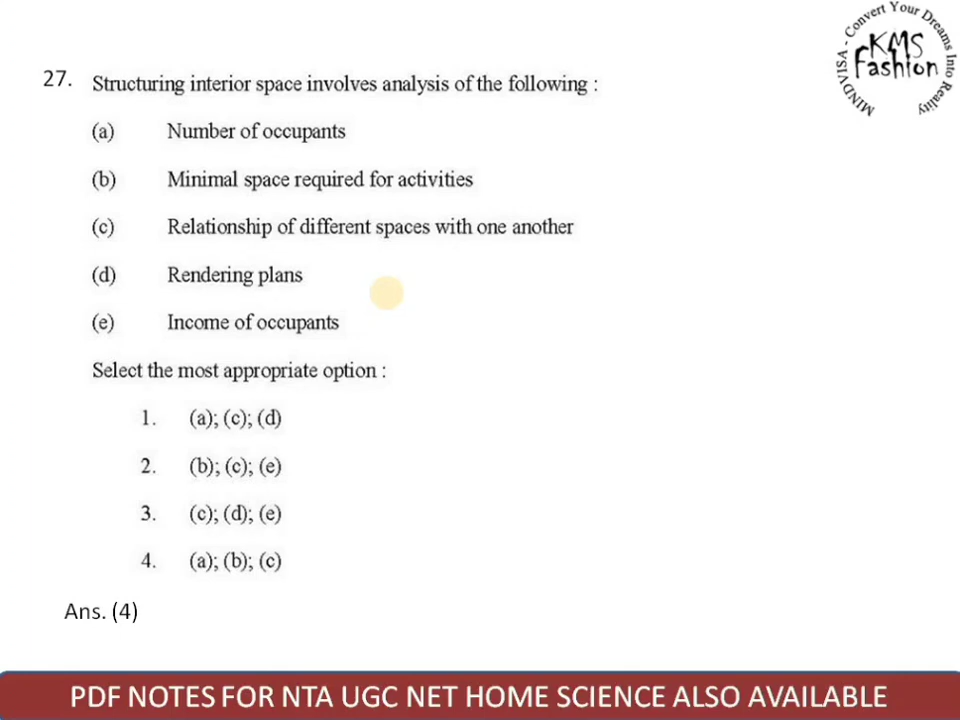 MINDVISA - Convert Your Dreams Into Reality
KMS
Fashion
27. Structuring interior space involves analysis of the following :
(a) Number of occupants
(b) Minimal space required for activities
(c) Relationship of different spaces with one another
(d) Rendering plans
(e) Income of occupants
Select the most appropriate option :
1. (a); (c); (d)
2. (b); (c); (e)
3. (c); (d); (e)
4. (a); (b); (c)
Ans. (4)
PDF NOTES FOR NTA UGC NET HOME SCIENCE ALSO AVAILABLE